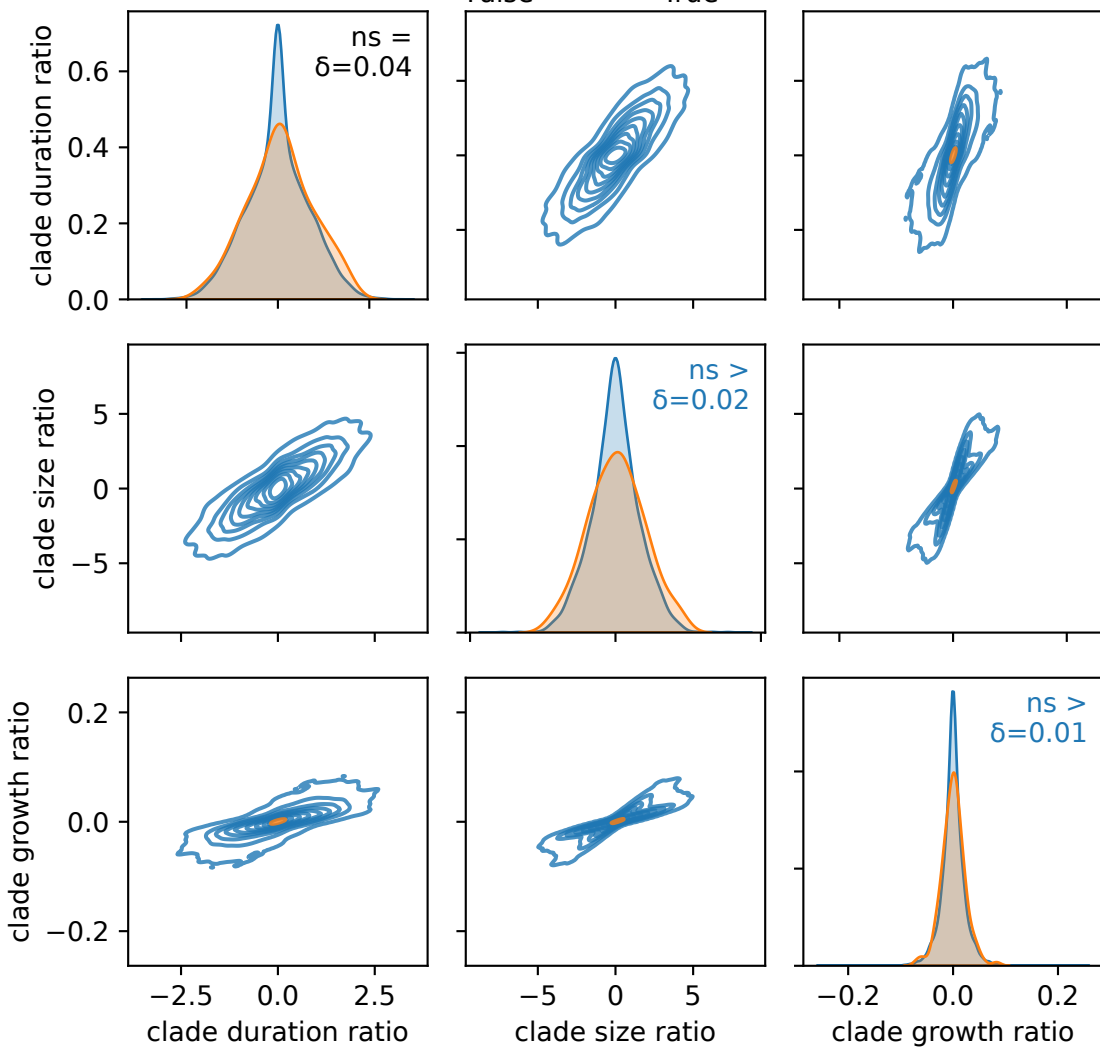 clade duration ratio
0.6
0.4
0.2
0.0
ns =
δ=0.04
clade size ratio
5
0
−5
ns >
δ=0.02
clade growth ratio
0.2
0.0
−0.2
ns >
δ=0.01
−2.5 0.0 2.5
−5 0 5
−0.2 0.0 0.2
clade duration ratio
clade size ratio
clade growth ratio